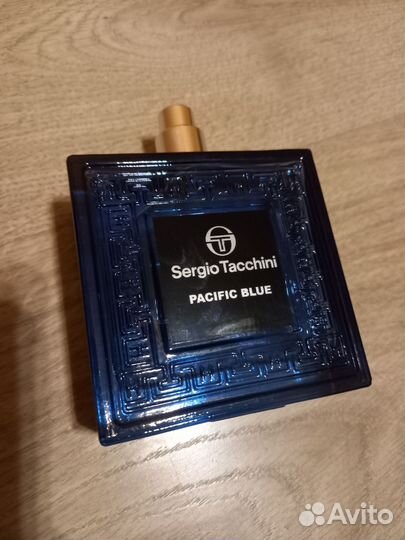 Sergio Tacchini
PACIFIC BLUE
Avito